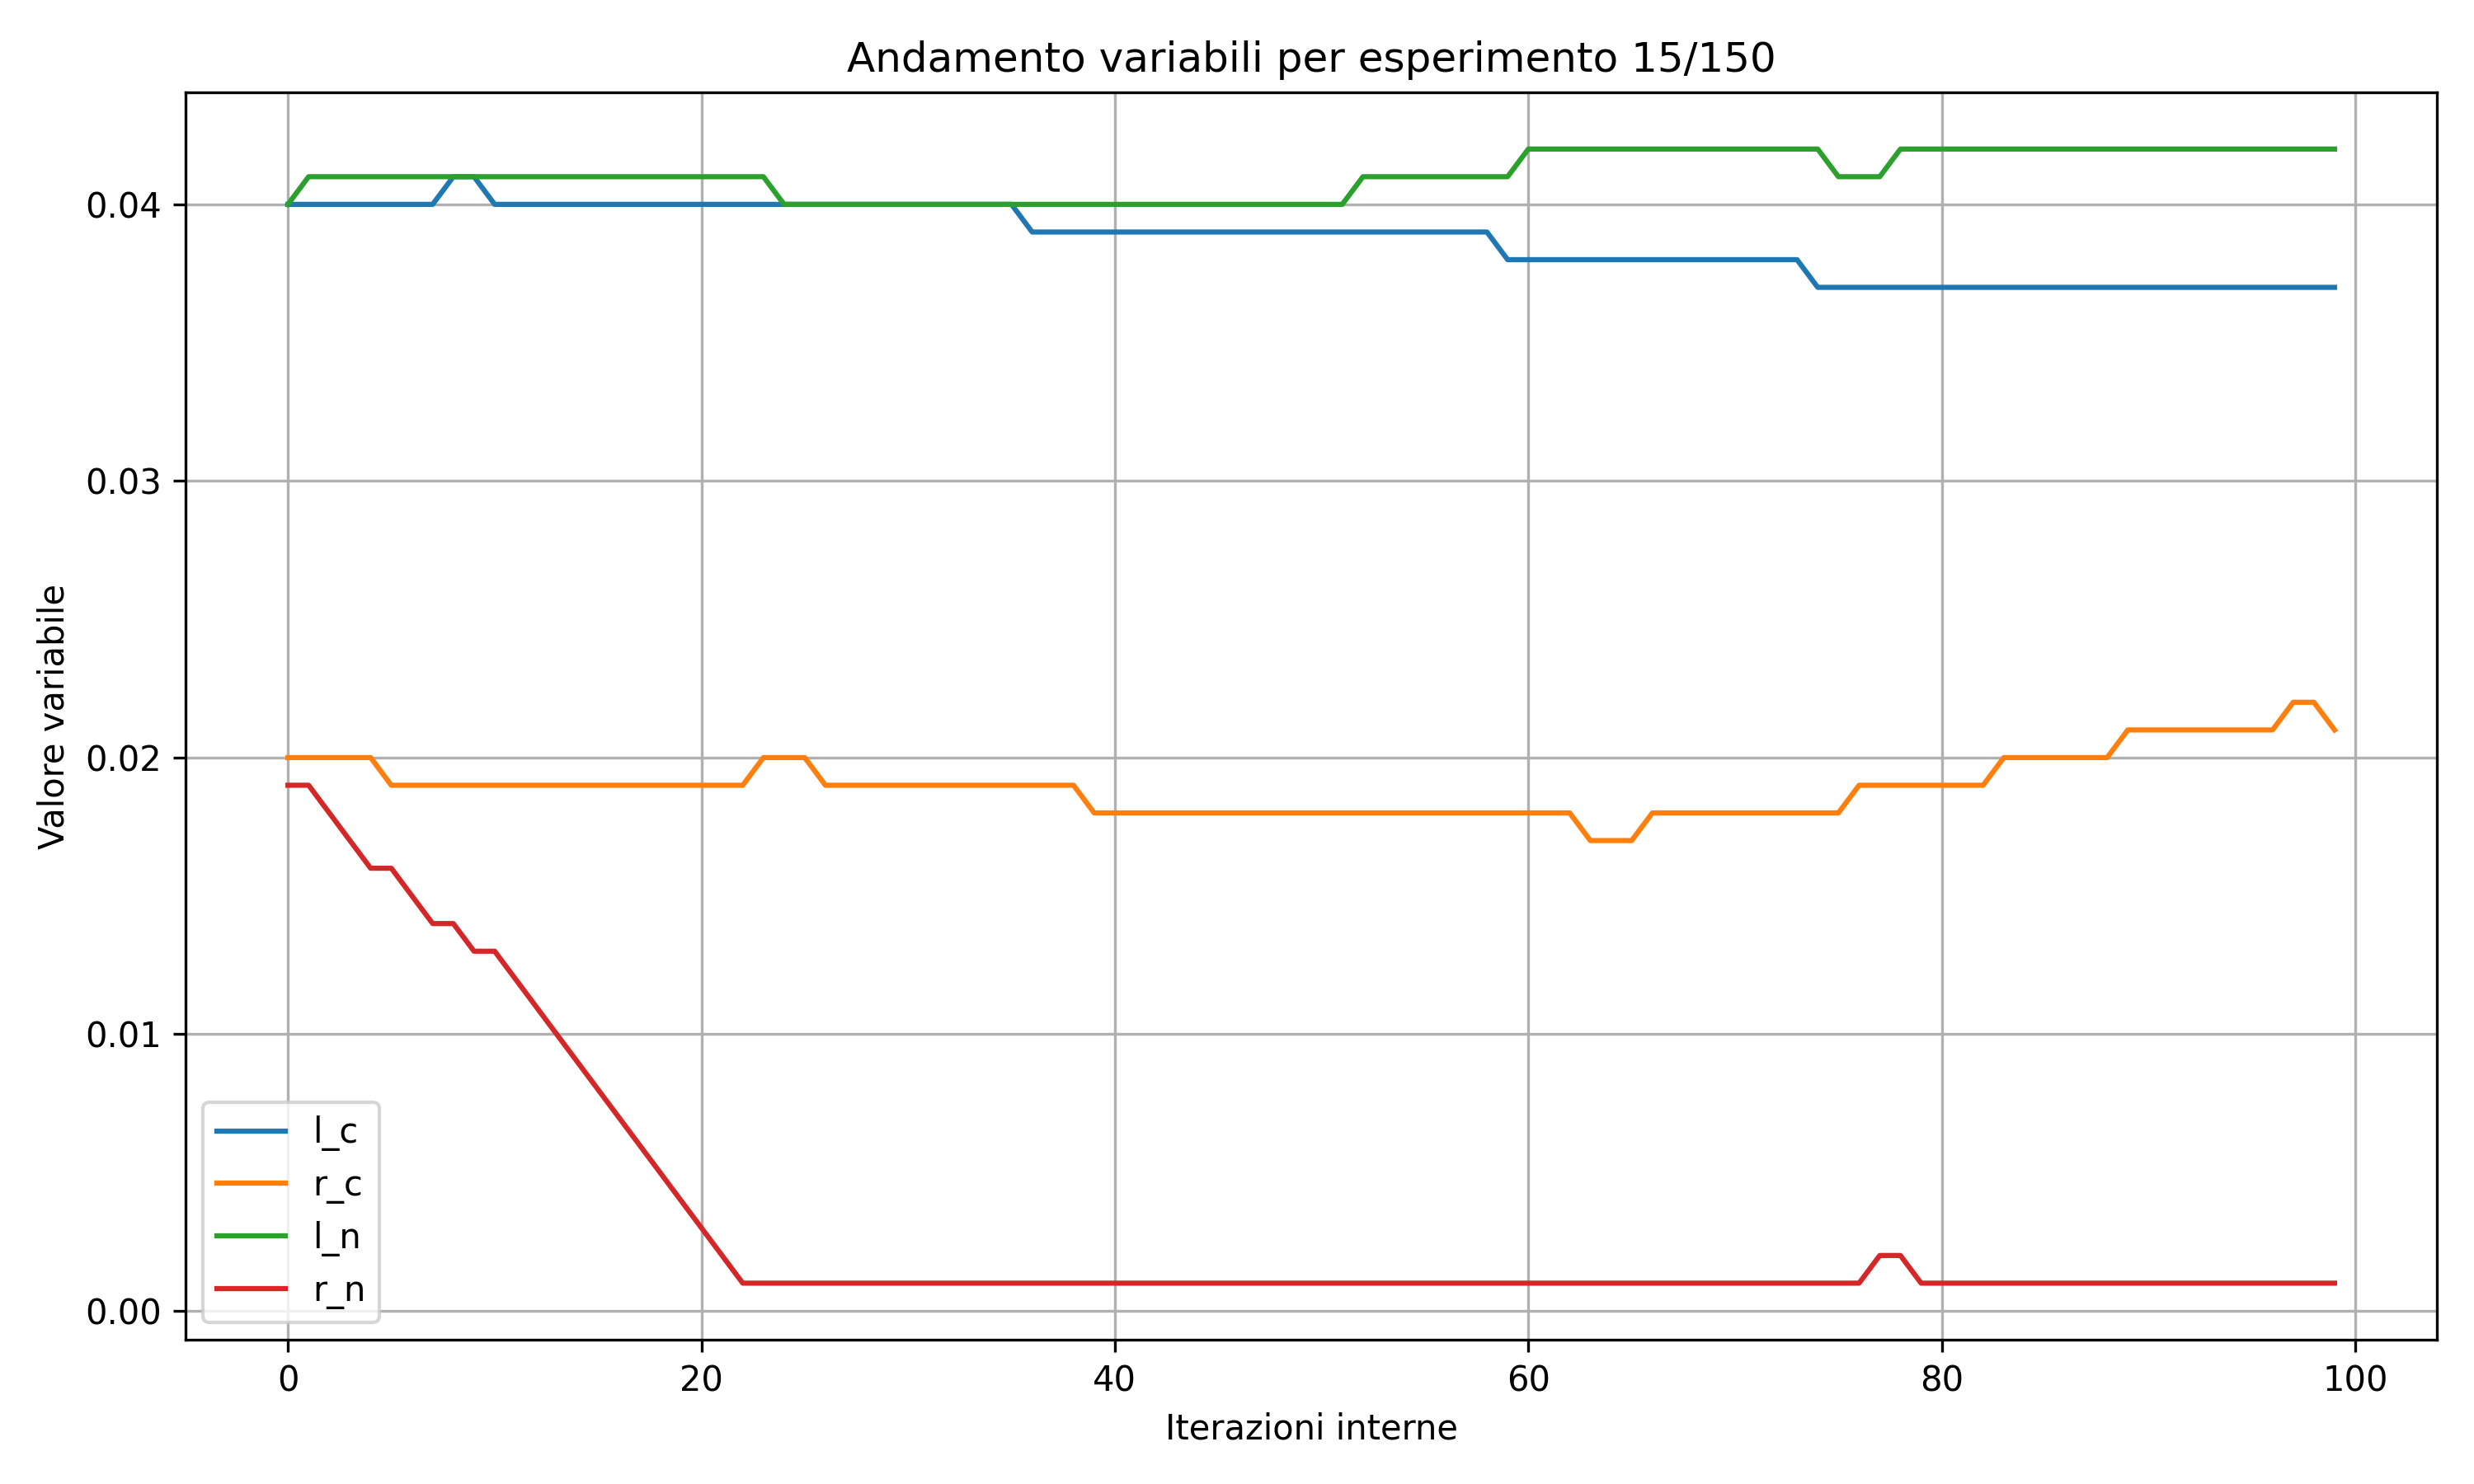 Andamento variabili per esperimento 15/150
Valore variabile
0.04
0.03
0.02
0.01
0.00
l_c
r_c
l_n
r_n
0 20 40 60 80 100
Iterazioni interne